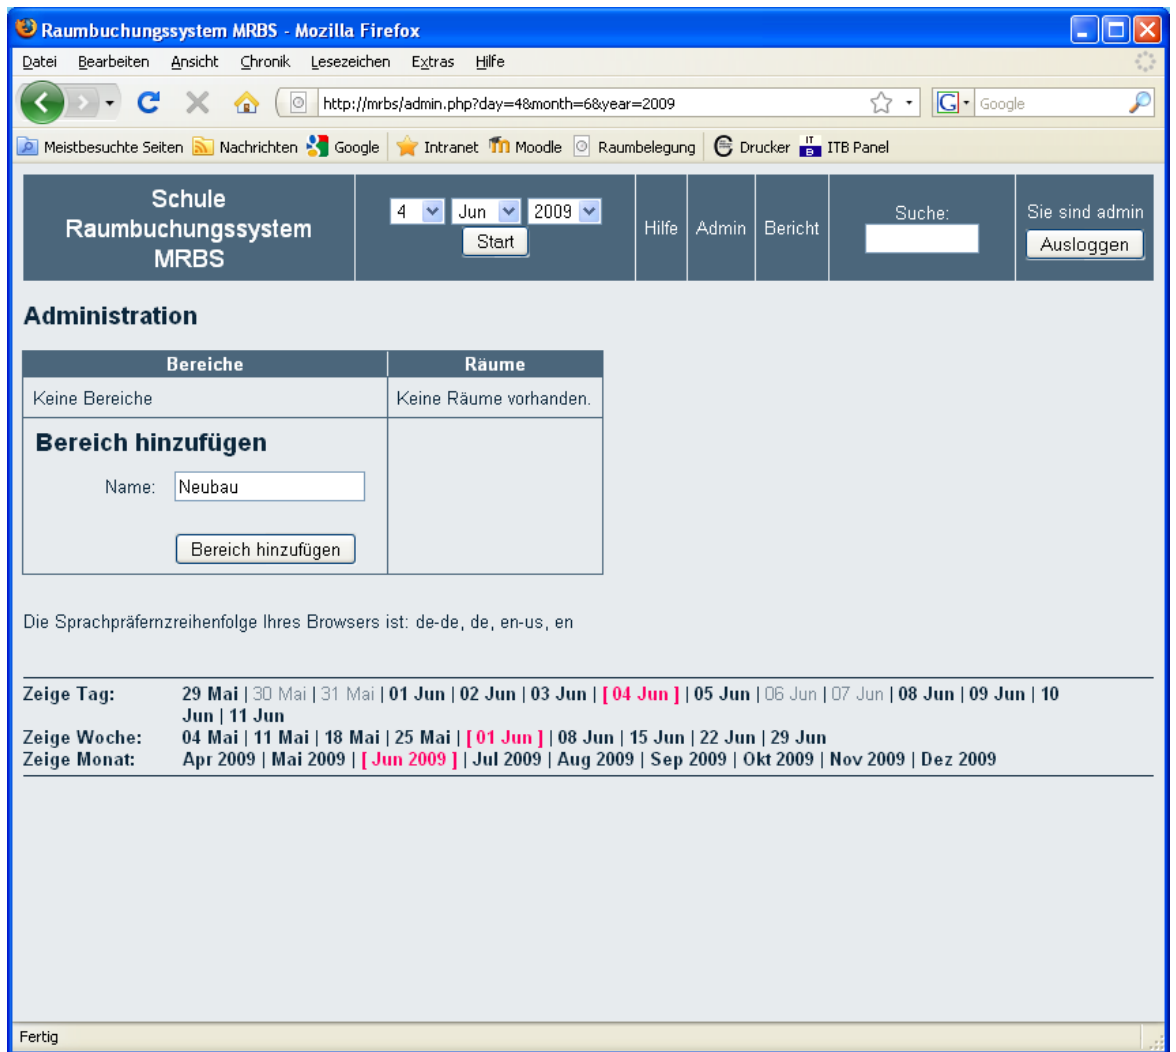 Raumbuchungssystem MRBS - Mozilla Firefox
Datei Bearbeiten Ansicht Chronik Lesezeichen Extras Hilfe
http://mrbs/admin.php?day=4&month=6&year=2009 G Google
Meistbesuchte Seiten Nachrichten Google Intranet Moodle Raumbelegung Drucker ITB ITB Panel
Schule
Raumbuchungssystem
MRBS
4 Jun 2009
Start
Hilfe Admin Bericht
Suche:
Sie sind admin
Ausloggen
Administration
Bereiche Räume
Keine Bereiche Keine Räume vorhanden.
Bereich hinzufügen
Name: Neubau
Bereich hinzufügen
Die Sprachpräfernzreihenfolge Ihres Browsers ist: de-de, de, en-us, en
Zeige Tag: 29 Mai | 30 Mai | 31 Mai | 01 Jun | 02 Jun | 03 Jun | [ 04 Jun ] | 05 Jun | 06 Jun | 07 Jun | 08 Jun | 09 Jun | 10
Jun | 11 Jun
Zeige Woche: 04 Mai | 11 Mai | 18 Mai | 25 Mai | [ 01 Jun ] | 08 Jun | 15 Jun | 22 Jun | 29 Jun
Zeige Monat: Apr 2009 | Mai 2009 | [ Jun 2009 ] | Jul 2009 | Aug 2009 | Sep 2009 | Okt 2009 | Nov 2009 | Dez 2009
Fertig